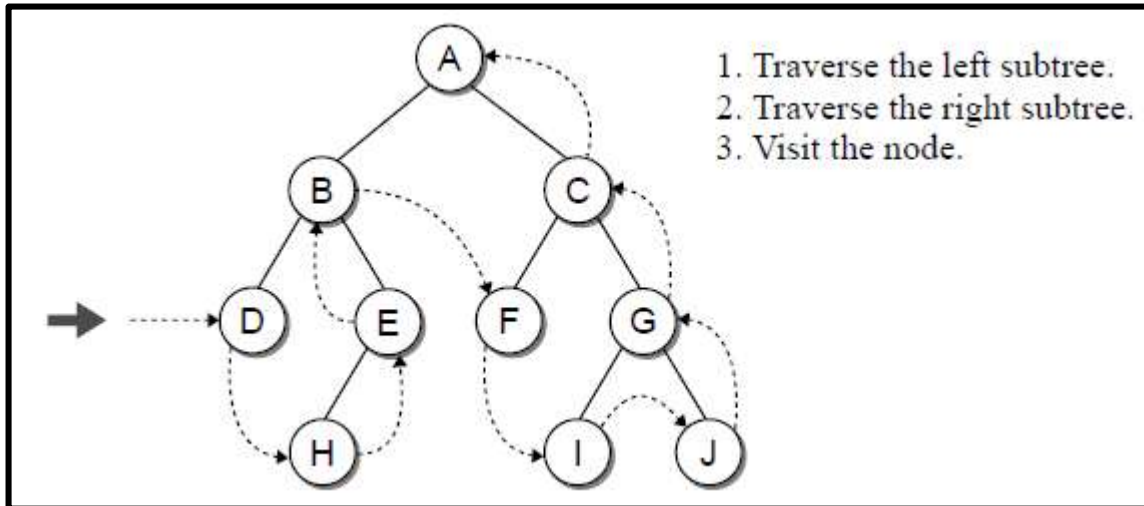 A
1. Traverse the left subtree.
2. Traverse the right subtree.
3. Visit the node.
B
C
D
E
F
G
H
I
J